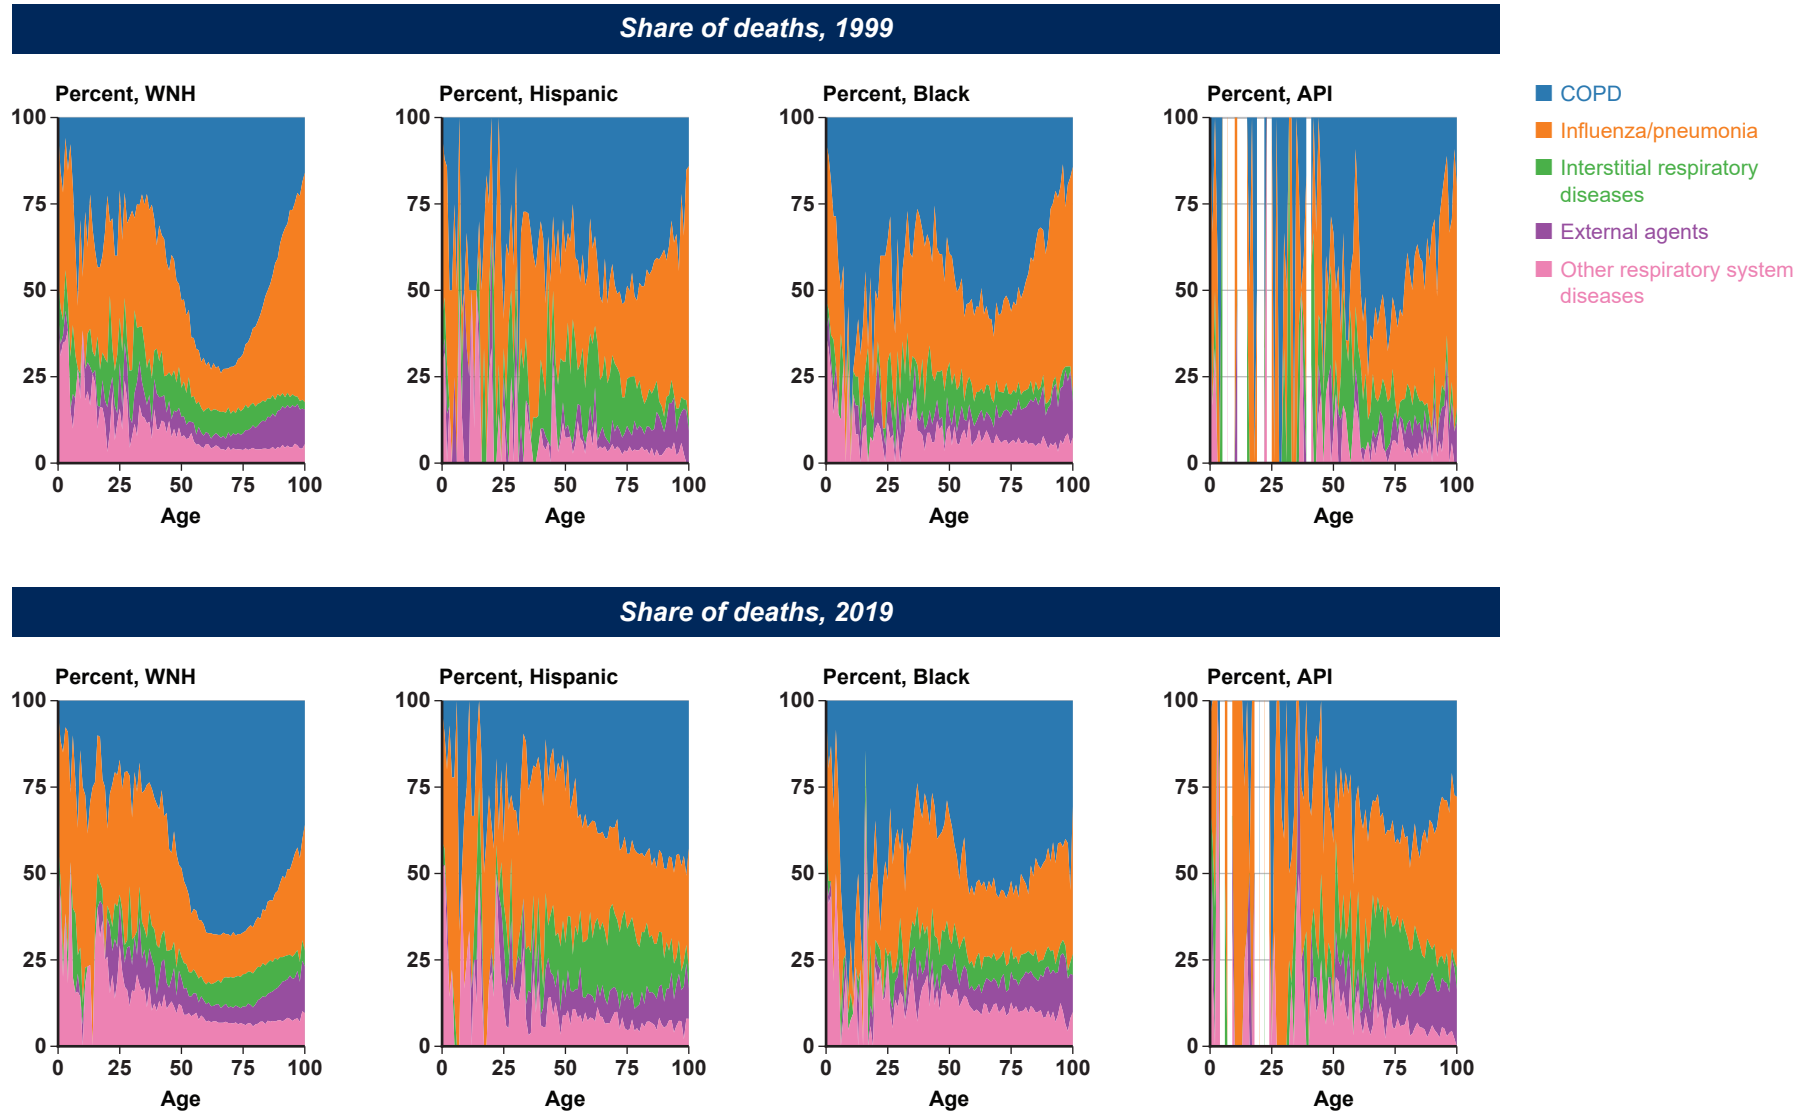 Share of deaths, 1999
Percent, WNH
Percent, Hispanic
Percent, Black
Percent, API
100
75
50
25
0
0 25 50 75 100
Age
100
75
50
25
0
0 25 50 75 100
Age
100
75
50
25
0
0 25 50 75 100
Age
100
75
50
25
0
0 25 50 75 100
Age
COPD
Influenza/pneumonia
Interstitial respiratory
diseases
External agents
Other respiratory system
diseases
Share of deaths, 2019
Percent, WNH
Percent, Hispanic
Percent, Black
Percent, API
100
75
50
25
0
0 25 50 75 100
Age
100
75
50
25
0
0 25 50 75 100
Age
100
75
50
25
0
0 25 50 75 100
Age
100
75
50
25
0
0 25 50 75 100
Age